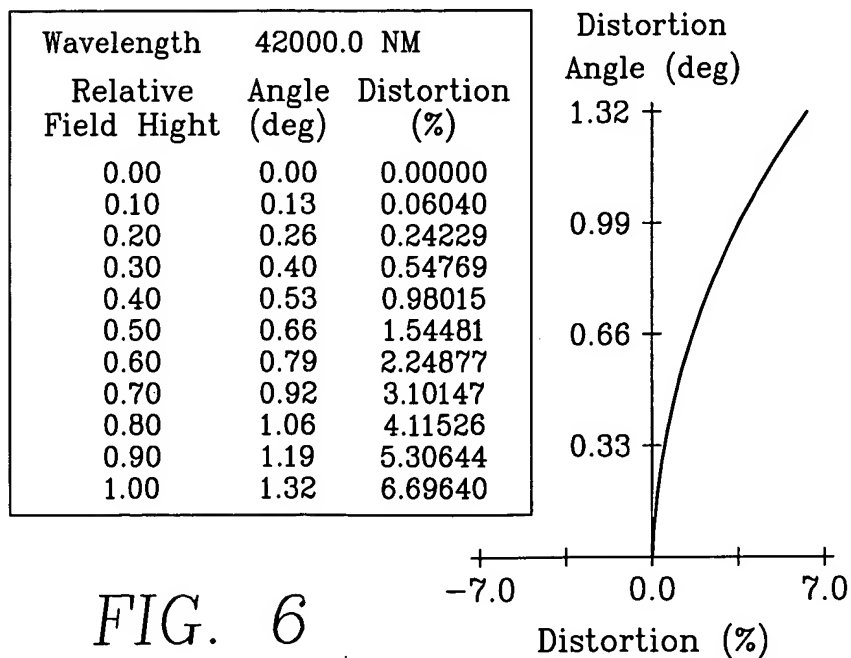 Wavelength 42000.0 NM
Relative Angle Distortion
Field Hight (deg) (%)
0.00 0.00 0.00000
0.10 0.13 0.06040
0.20 0.26 0.24229
0.30 0.40 0.54769
0.40 0.53 0.98015
0.50 0.66 1.54481
0.60 0.79 2.24877
0.70 0.92 3.10147
0.80 1.06 4.11526
0.90 1.19 5.30644
1.00 1.32 6.69640
Distortion
Angle (deg)
1.32
0.99
0.66
0.33
-7.0 0.0 7.0
Distortion (%)
FIG. 6